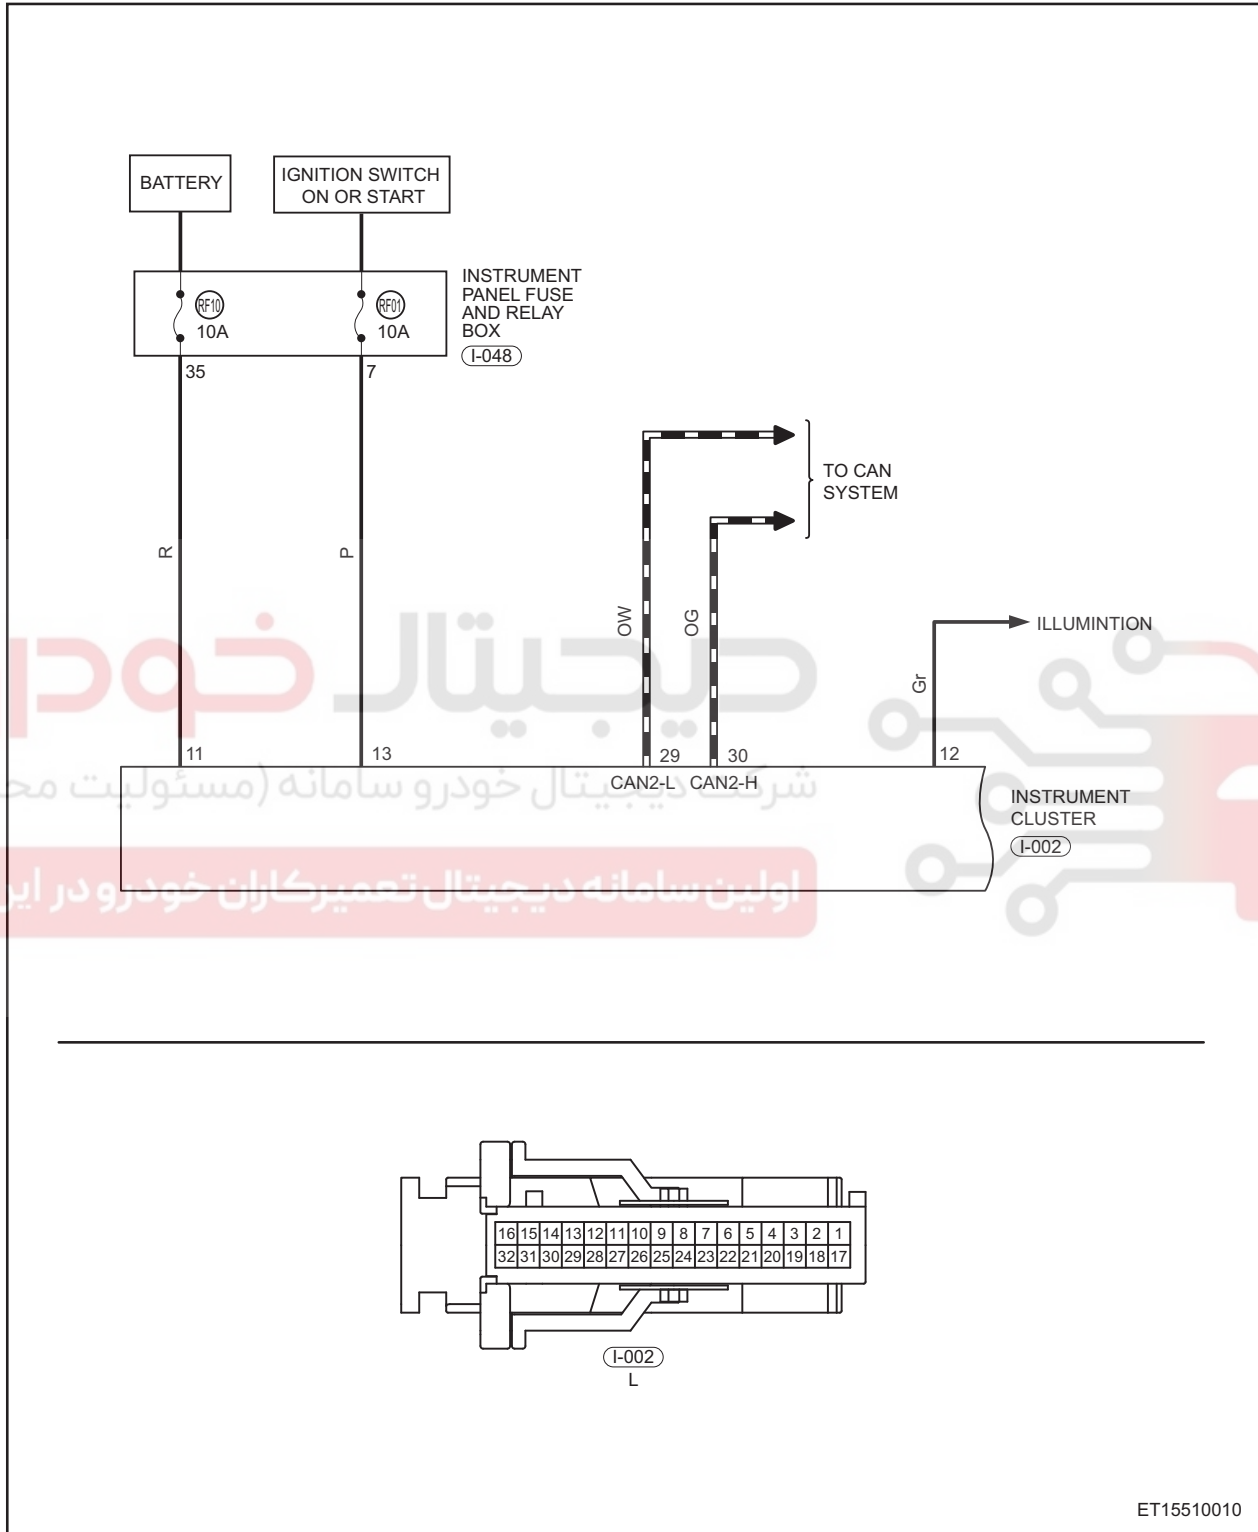 BATTERY
IGNITION SWITCH
ON OR START
INSTRUMENT
PANEL FUSE
AND RELAY
BOX
I-048
RF10
10A
RF01
10A
35
7
TO CAN
SYSTEM
R
P
OW
OG
Gr
ILLUMINTION
دیجیتال خودر
11
13
29
30
12
CAN2-L
CAN2-H
شرکت دیجیتال خودرو سامانه (مسئولیت مح
INSTRUMENT
CLUSTER
I-002
اولین سامانه دیجیتال تعمیرکاران خودرو در ایر
16 15 14 13 12 11 10 9 8 7 6 5 4 3 2 1
32 31 30 29 28 27 26 25 24 23 22 21 20 19 18 17
I-002
L
ET15510010